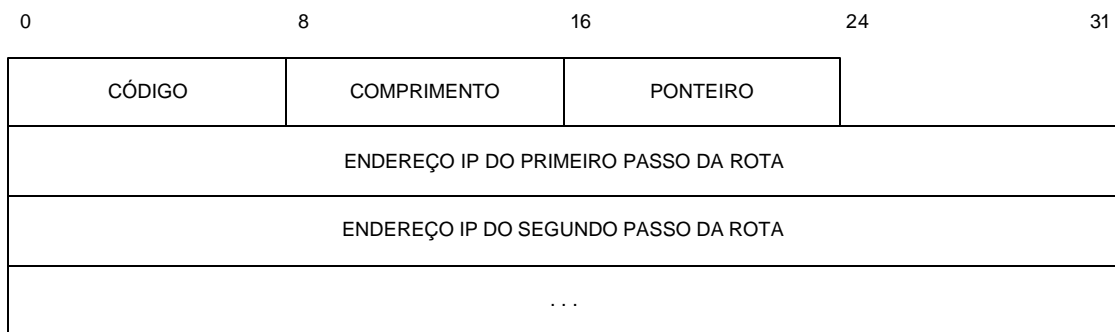 0 8 16 24 31
CÓDIGO COMPRIMENTO PONTEIRO
ENDEREÇO IP DO PRIMEIRO PASSO DA ROTA
ENDEREÇO IP DO SEGUNDO PASSO DA ROTA
. . .